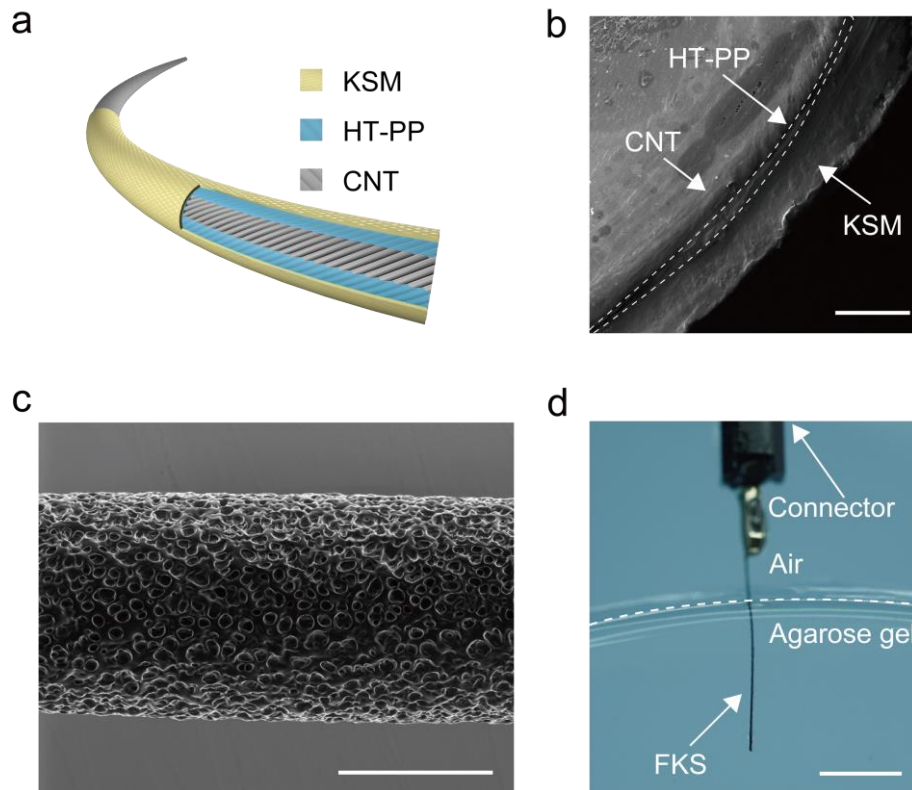 a
KSM
HT-PP
CNT
b
HT-PP
CNT
KSM
c
d
Connector
Air
Agarose gel
FKS